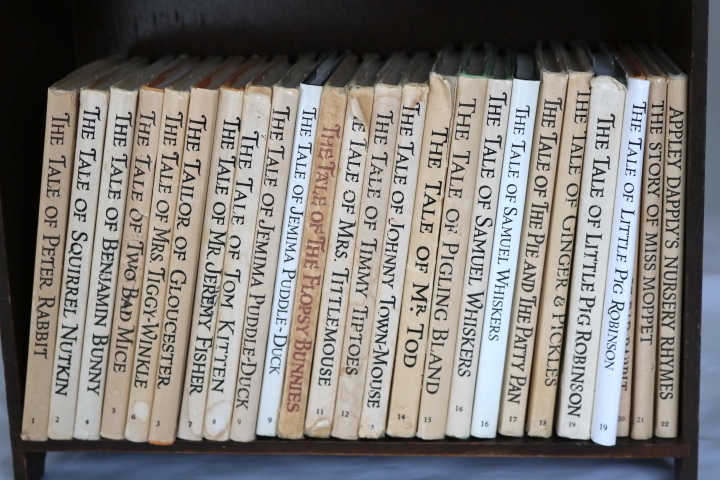 THE TALE OF PETER RABBIT
1
THE TALE OF SQUIRREL NUTKIN
2
THE TALE OF BENJAMIN BUNNY
4
THE TALE OF TWO BAD MICE
5
THE TALE OF MRS TIGGY-WINKLE
6
THE TAILOR OF GLOUCESTER
3
THE TALE OF MR JEREMY FISHER
7
THE TALE OF TOM KITTEN
8
THE TALE OF JEMIMA PUDDLE-DUCK
9
THE TALE OF JEMIMA PUDDLE-DUCK
9
THE TALE OF THE FLOPSY BUNNIES
THE TALE OF MRS. TITTLEMOUSE
11
THE TALE OF TIMMY TIPTOES
12
THE TALE OF JOHNNY TOWN-MOUSE
THE TALE OF MR TOD
14
THE TALE OF PIGLING BLAND
15
THE TALE OF SAMUEL WHISKERS
16
THE TALE OF SAMUEL WHISKERS
16
THE TALE OF THE PIE AND THE PATTY PAN
17
THE TALE OF GINGER & PICKLES
18
THE TALE OF LITTLE PIG ROBINSON
19
THE TALE OF LITTLE PIG ROBINSON
19
20
THE STORY OF MISS MOPPET
21
APPLEY DAPPLY'S NURSERY RHYMES
22